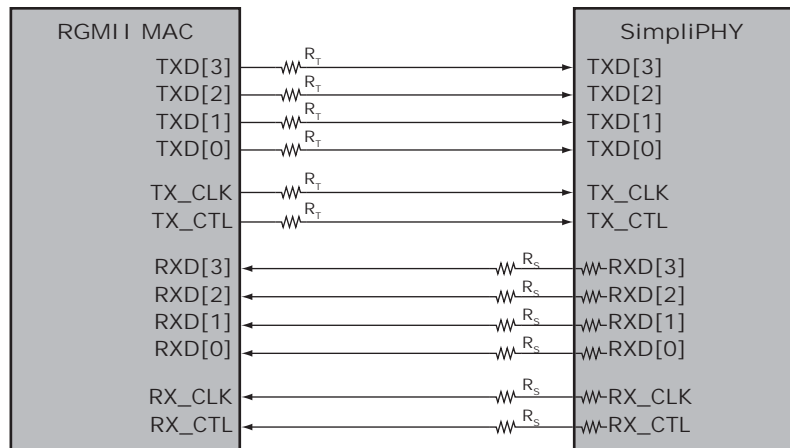 RGMII MAC SimpliPHY
TXD[3] R_T TXD[3]
TXD[2] R_T TXD[2]
TXD[1] R_T TXD[1]
TXD[0] R_T TXD[0]
TX_CLK R_T TX_CLK
TX_CTL R_T TX_CTL
RXD[3] R_S RXD[3]
RXD[2] R_S RXD[2]
RXD[1] R_S RXD[1]
RXD[0] R_S RXD[0]
RX_CLK R_S RX_CLK
RX_CTL R_S RX_CTL